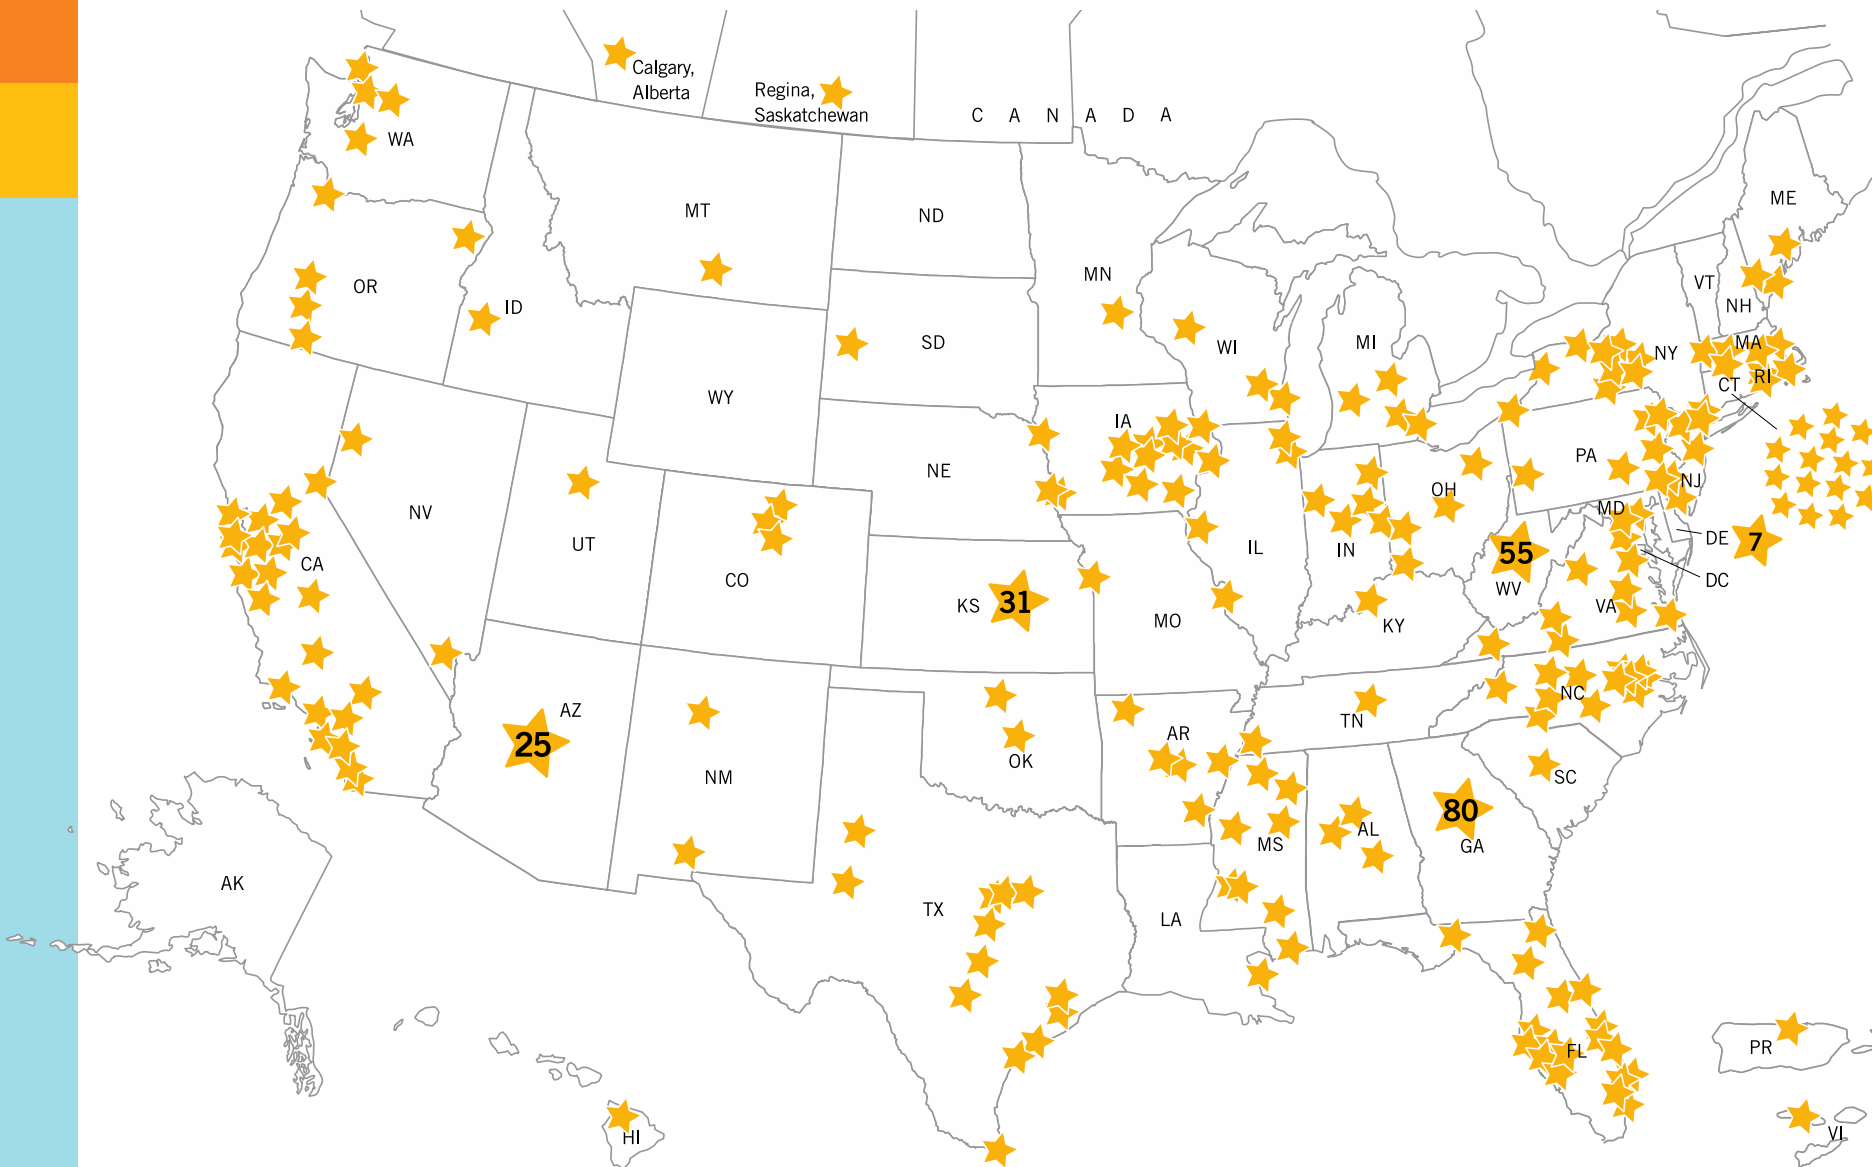 Calgary,
Alberta
Regina,
Saskatchewan
C A N A D A
WA
MT
ND
ME
OR
ID
MN
VT
NH
SD
WI
MI
NY
MA
WY
CT
RI
IA
NE
PA
NJ
NV
OH
MD
UT
CA
CO
IL
IN
55
DE
7
DC
WV
KS
31
MO
KY
VA
AZ
25
NM
OK
AR
TN
NC
SC
AK
TX
LA
MS
AL
80
GA
FL
PR
HI
VI